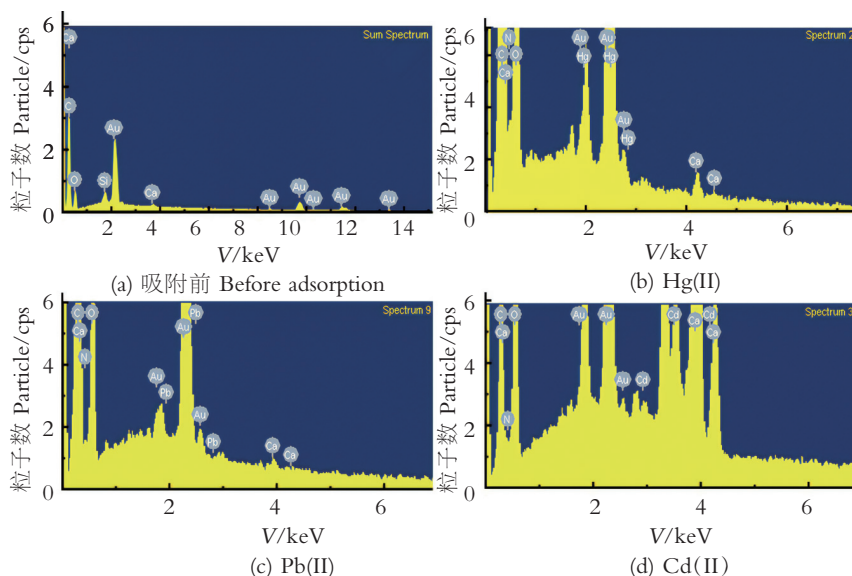 粒子数 Particle/cps
6
4
2
0
Sum Spectrum
Ca
C
O
Si
Au
Ca
Au
Au
Au
Au
Au
2 4 6 8 10 12 14
V/keV
(a) 吸附前 Before adsorption
粒子数 Particle/cps
6
4
2
0
Spectrum 2
N
C O
Ca
Au Au
Hg Hg
Au
Hg
Ca
Ca
2 4 6
V/keV
(b) Hg(II)
粒子数 Particle/cps
6
4
2
0
Spectrum 9
C O
Ca
N
Au
Pb
Pb
Au
Au
Pb
Ca
Ca
2 4 6
V/keV
(c) Pb(II)
粒子数 Particle/cps
6
4
2
0
Spectrum 3
C O
Ca
N
Au Au
Au Cd
Cd Ca Cd
Ca
2 4 6
V/keV
(d) Cd(II)